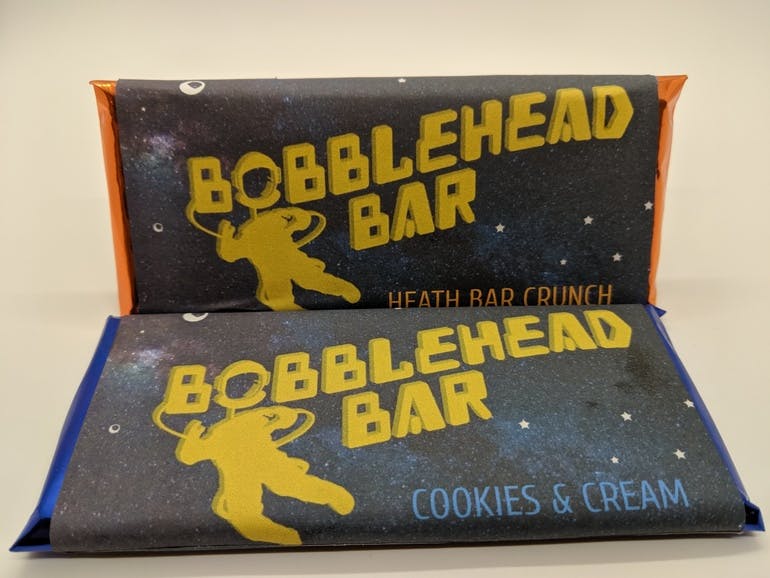 BOBBLEHEAD
BAR
HEATH BAR CRUNCH
BOBBLEHEAD
BAR
COOKIES & CREAM